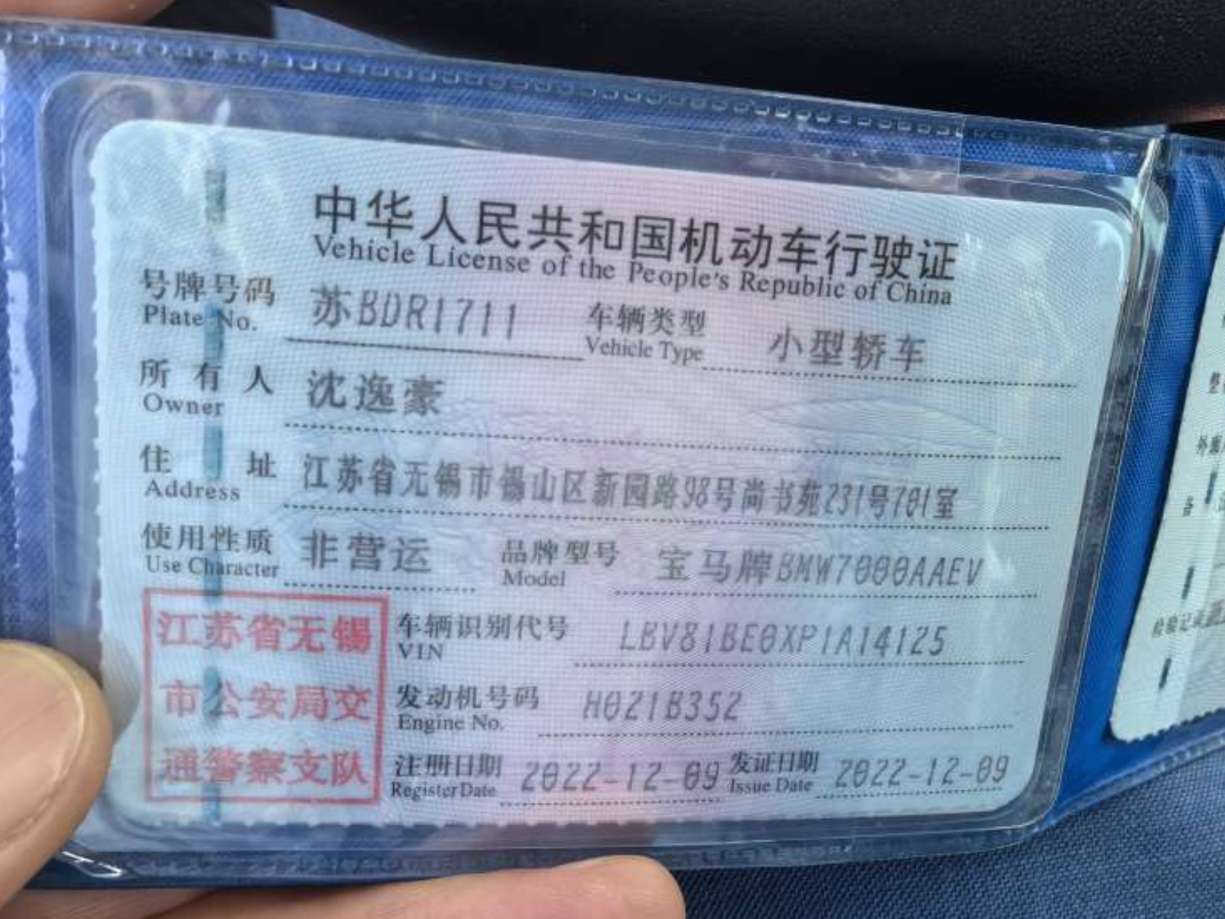 中华人民共和国机动车行驶证
Vehicle License of the People's Republic of China
号牌号码 苏BDR1711 车辆类型 小型轿车
Plate No. Vehicle Type
所有人 沈逸豪
Owner
住址 江苏省无锡市锡山区新园路98号尚书苑231号701室
Address
使用性质 非营运 品牌型号 宝马牌BMW7000AAEV
Use Character Model
江苏省无锡 车辆识别代号 LBV81BE0XP1A14125
VIN
市公安局交 发动机号码 H021B352
Engine No.
通警察支队 注册日期 2022-12-09 发证日期 2022-12-09
Register Date Issue Date